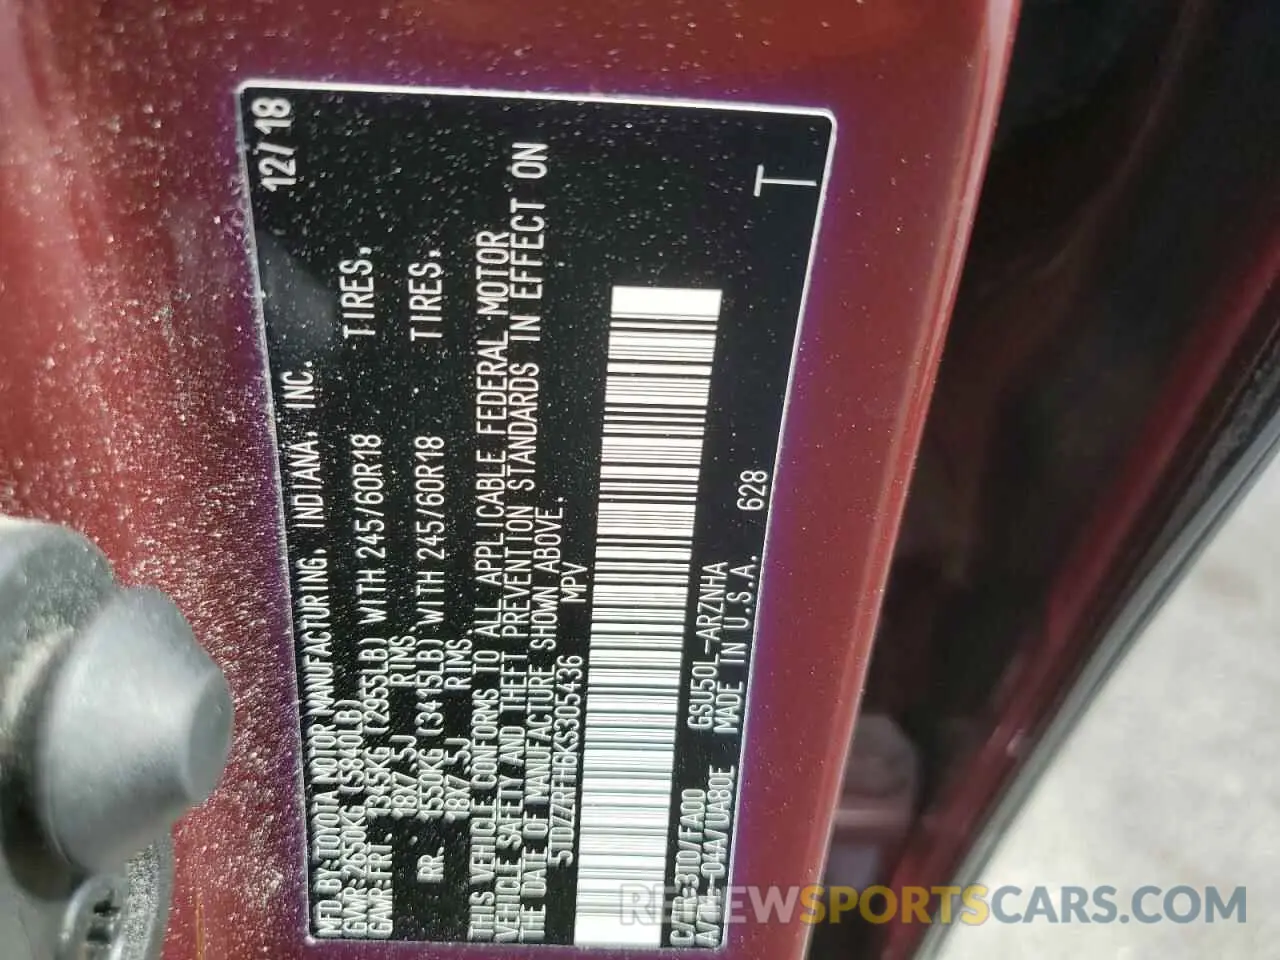 MFD.BY:TOYOTA MOTOR MANUFACTURING, INDIANA, INC. 12/18
GVWR:2650KG (5840LB)
GAWR:FRT. 1345KG (2955LB) WITH 245/60R18 TIRES,
18X7.5J RIMS,
RR. 1550KG (3415LB) WITH 245/60R18 TIRES,
18X7.5J RIMS,
THIS VEHICLE CONFORMS TO ALL APPLICABLE FEDERAL MOTOR
VEHICLE SAFETY AND THEFT PREVENTION STANDARDS IN EFFECT ON
THE DATE OF MANUFACTURE SHOWN ABOVE.
5TDZZRFH6KS305436 MPV
C/TR:3T0/FA00 GSU50L-ARZNHA
A/TM:-04A/UA80E MADE IN U.S.A. 628
T
RENEWSPORTSCARS.COM